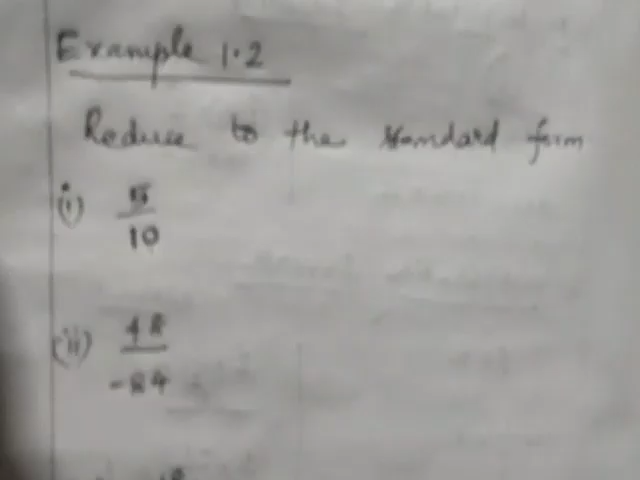 Example 1.2
Reduce to the standard form
(i) 5
10
(ii) 48
-84